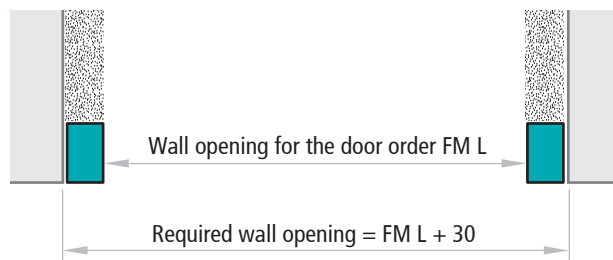 Wall opening for the door order FM L
Required wall opening = FM L + 30